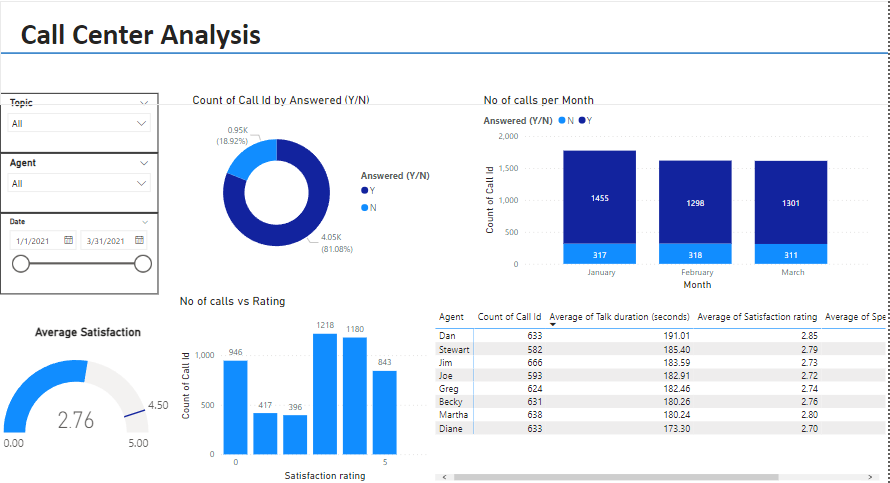 Call Center Analysis
Topic
All
Agent
All
Date
1/1/2021
3/31/2021
Count of Call Id by Answered (Y/N)
0.95K
(18.92%)
4.05K
(81.08%)
Answered (Y/N)
Y
N
No of calls per Month
Answered (Y/N) N Y
2,000
1,500
1,000
500
0
Count of Call Id
1455
1298
1301
317
318
311
January
February
March
Month
Average Satisfaction
2.76
4.50
0.00
5.00
No of calls vs Rating
1,000
500
0
Count of Call Id
946
417
396
1218
1180
843
0
5
Satisfaction rating
Agent Count of Call Id Average of Talk duration (seconds) Average of Satisfaction rating Average of Spe
Dan 633 191.01 2.85
Stewart 582 185.40 2.79
Jim 666 183.59 2.73
Joe 593 182.91 2.72
Greg 624 182.46 2.74
Becky 631 180.26 2.76
Martha 638 180.24 2.80
Diane 633 173.30 2.70